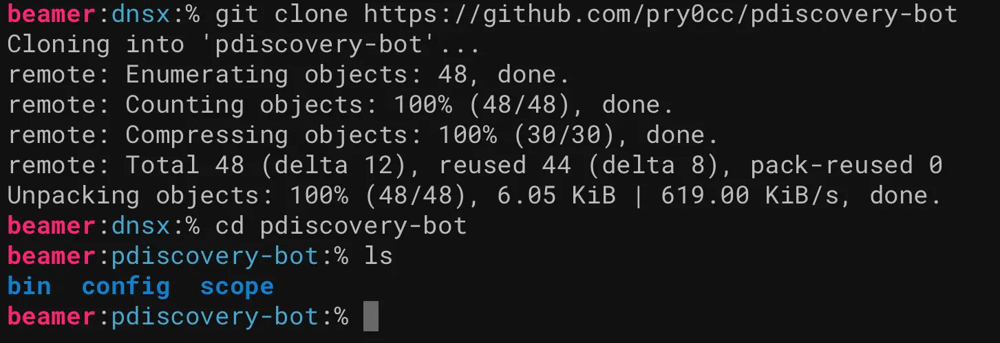 beamer:dnsx:% git clone https://github.com/pry0cc/pdiscovery-bot
Cloning into 'pdiscovery-bot'...
remote: Enumerating objects: 48, done.
remote: Counting objects: 100% (48/48), done.
remote: Compressing objects: 100% (30/30), done.
remote: Total 48 (delta 12), reused 44 (delta 8), pack-reused 0
Unpacking objects: 100% (48/48), 6.05 KiB | 619.00 KiB/s, done.
beamer:dnsx:% cd pdiscovery-bot
beamer:pdiscovery-bot:% ls
bin  config  scope
beamer:pdiscovery-bot:%